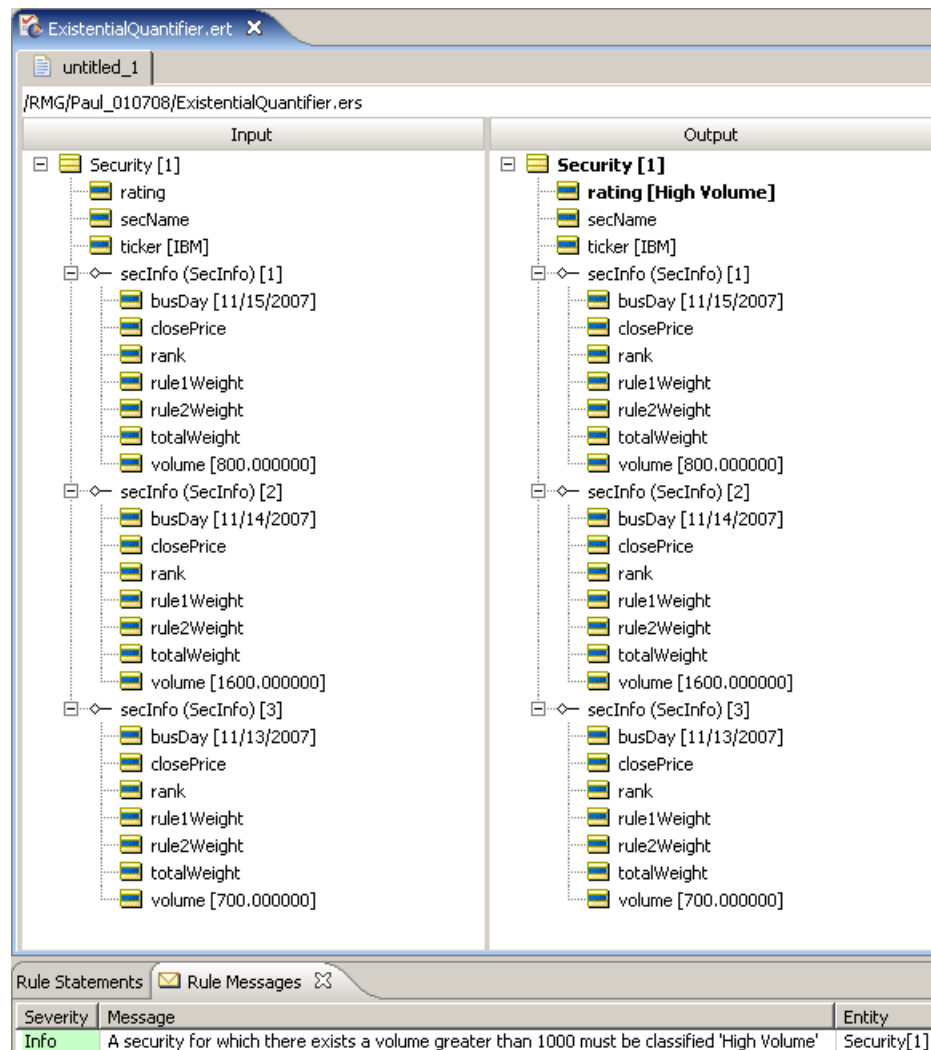 ExistentialQuantifier.ert
untitled_1
/RMG/Paul_010708/ExistentialQuantifier.ers
Input
Security [1]
rating
secName
ticker [IBM]
secInfo (SecInfo) [1]
busDay [11/15/2007]
closePrice
rank
rule1Weight
rule2Weight
totalWeight
volume [800.000000]
secInfo (SecInfo) [2]
busDay [11/14/2007]
closePrice
rank
rule1Weight
rule2Weight
totalWeight
volume [1600.000000]
secInfo (SecInfo) [3]
busDay [11/13/2007]
closePrice
rank
rule1Weight
rule2Weight
totalWeight
volume [700.000000]
Output
Security [1]
rating [High Volume]
secName
ticker [IBM]
secInfo (SecInfo) [1]
busDay [11/15/2007]
closePrice
rank
rule1Weight
rule2Weight
totalWeight
volume [800.000000]
secInfo (SecInfo) [2]
busDay [11/14/2007]
closePrice
rank
rule1Weight
rule2Weight
totalWeight
volume [1600.000000]
secInfo (SecInfo) [3]
busDay [11/13/2007]
closePrice
rank
rule1Weight
rule2Weight
totalWeight
volume [700.000000]
Rule Statements Rule Messages
Severity Message Entity
Info A security for which there exists a volume greater than 1000 must be classified 'High Volume' Security[1]